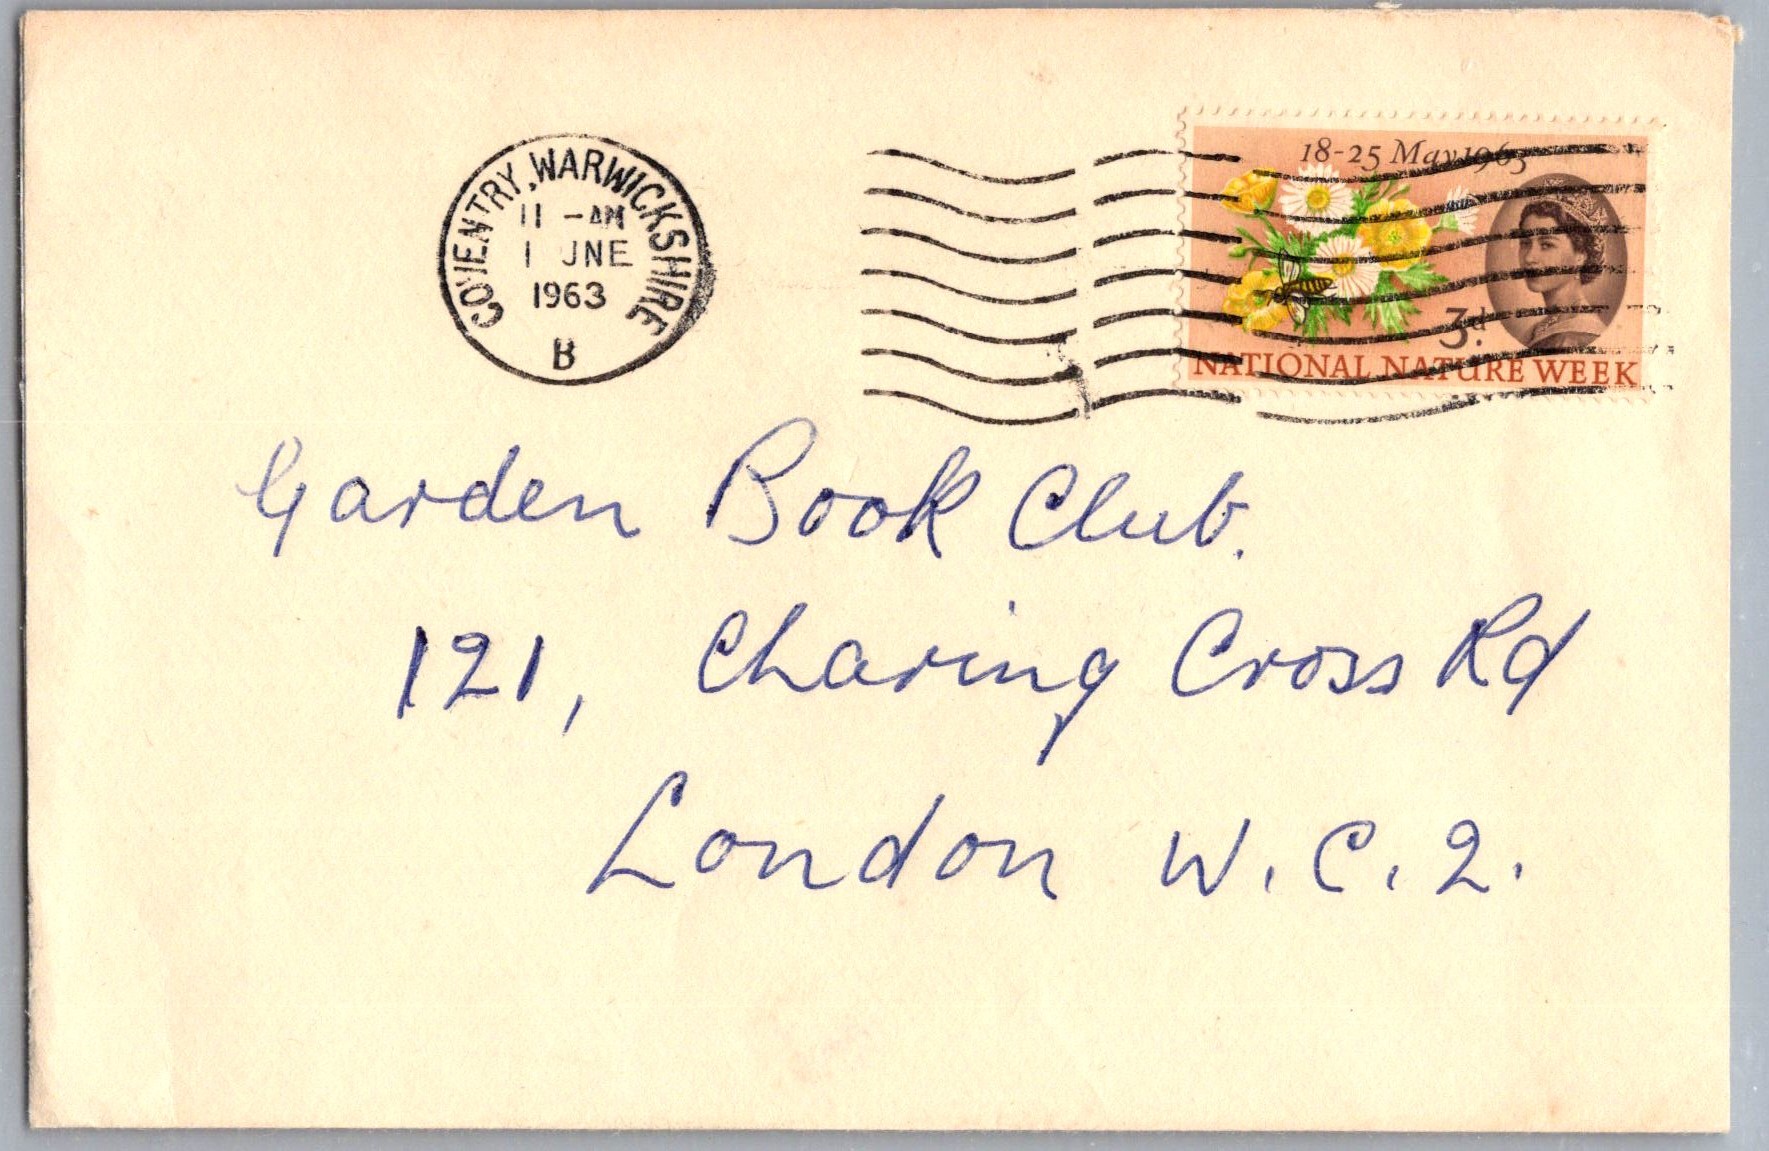 COVENTRY, WARWICKSHIRE
11 - AM
1 JNE
1963
B
18-25 May 1963
3d.
NATIONAL NATURE WEEK
Garden Book Club.
121, Charing Cross Rd
London W.C.2.